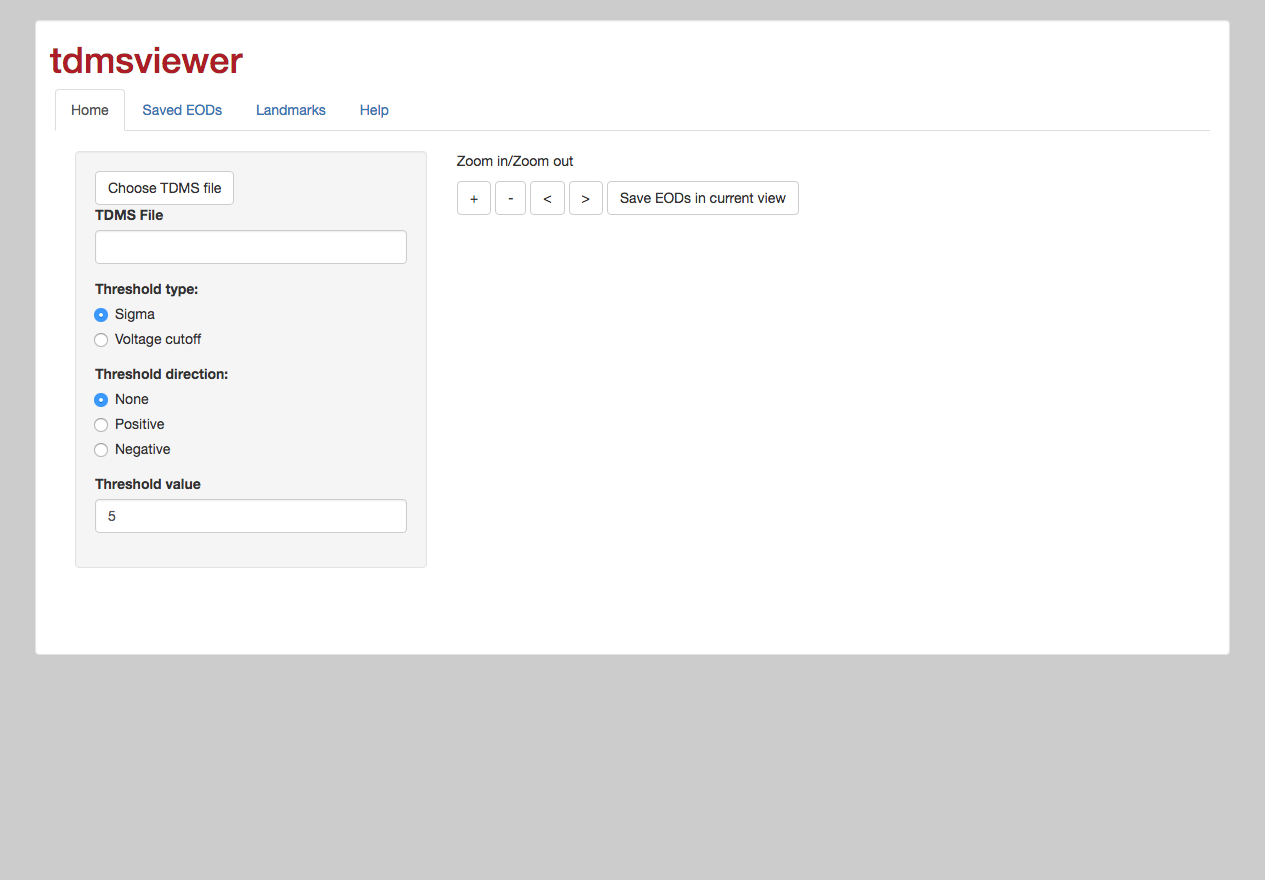 tdmsviewer
Home Saved EODs Landmarks Help
Choose TDMS file
TDMS File
Threshold type:
Sigma
Voltage cutoff
Threshold direction:
None
Positive
Negative
Threshold value
5
Zoom in/Zoom out
+ - < > Save EODs in current view